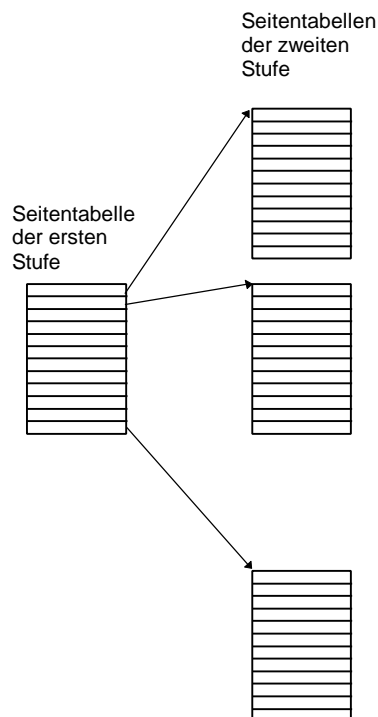 Seitentabellen
der zweiten
Stufe
Seitentabelle
der ersten
Stufe